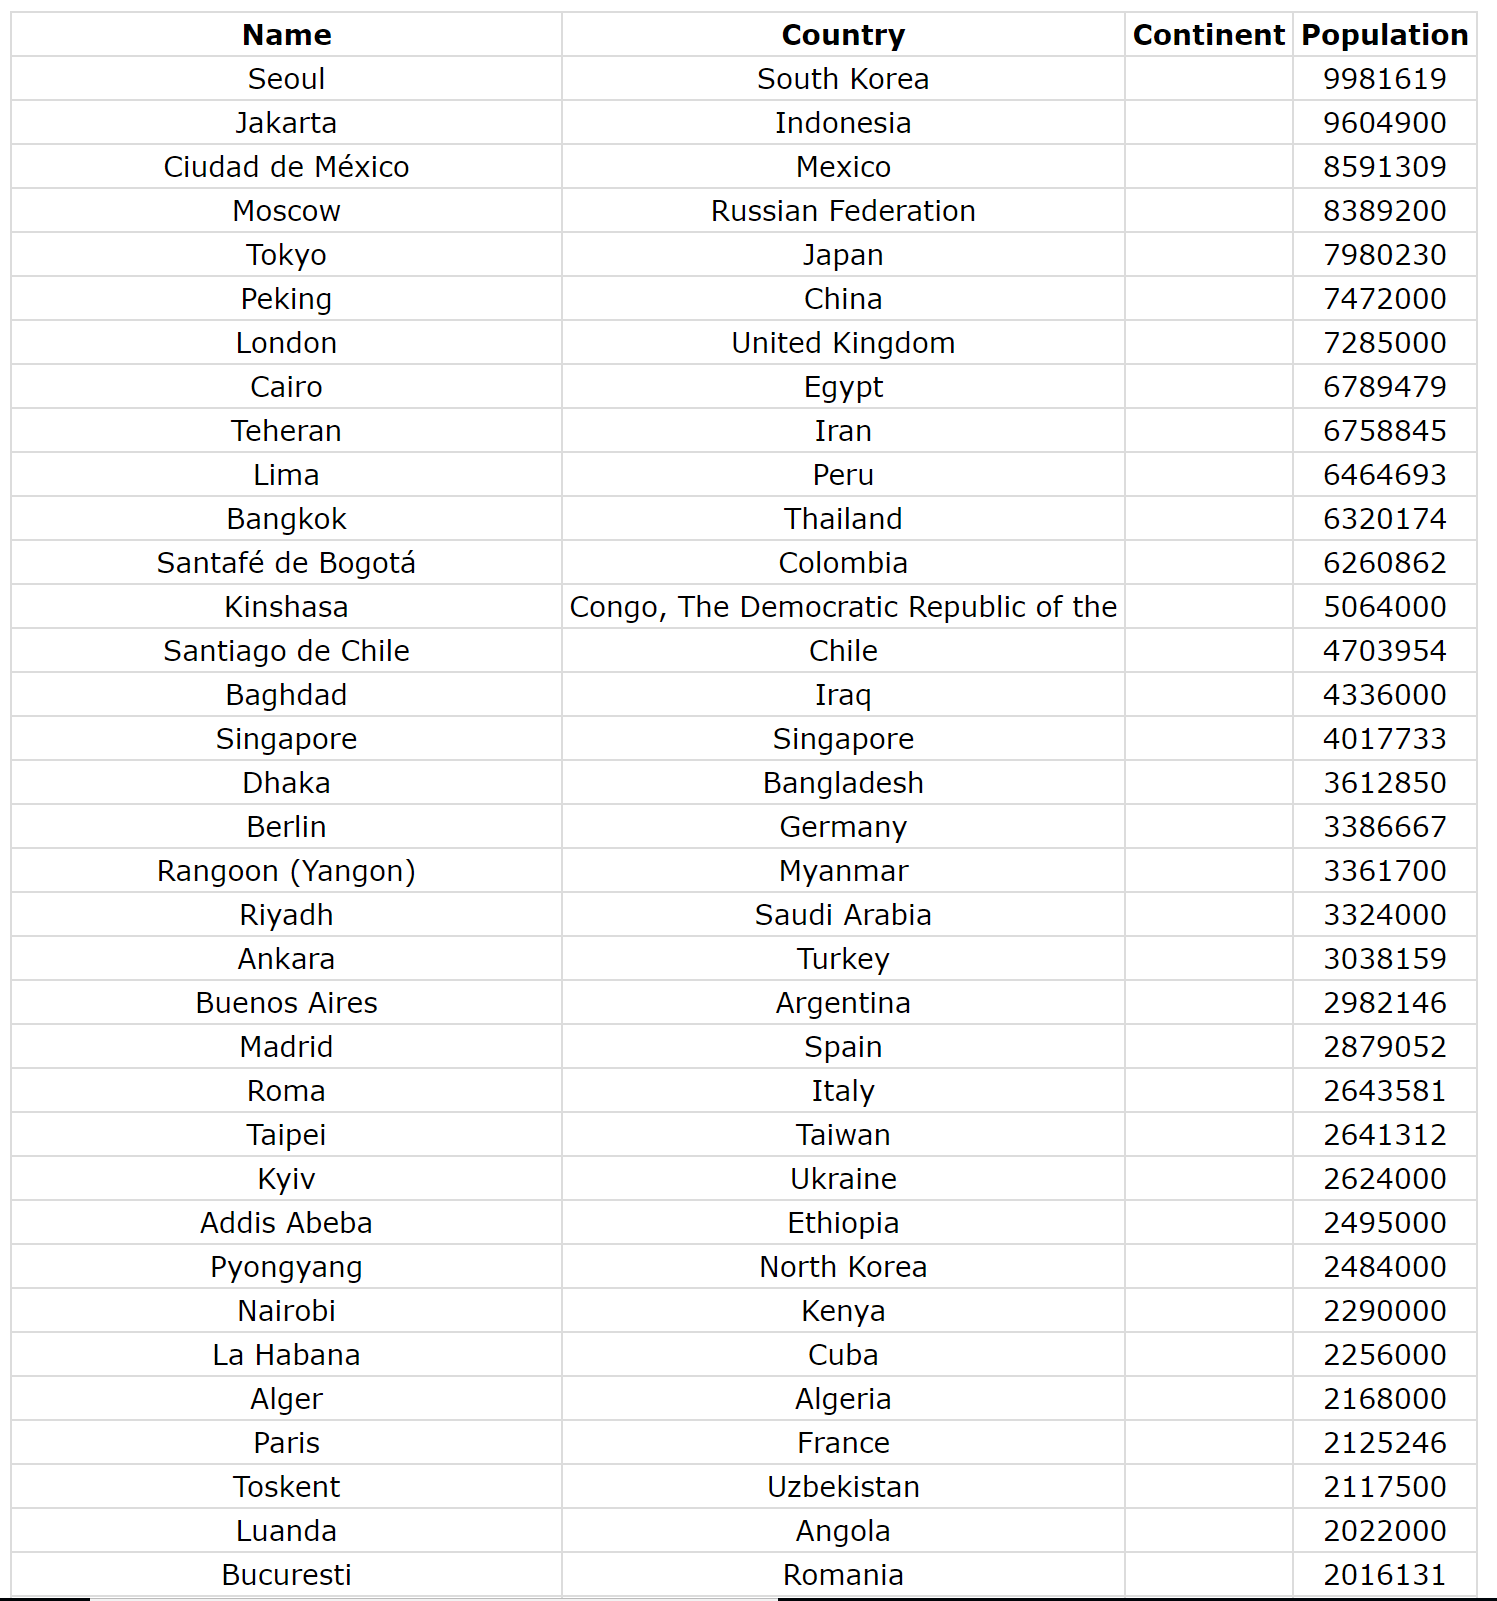 Name Country Continent Population
Seoul South Korea 9981619
Jakarta Indonesia 9604900
Ciudad de México Mexico 8591309
Moscow Russian Federation 8389200
Tokyo Japan 7980230
Peking China 7472000
London United Kingdom 7285000
Cairo Egypt 6789479
Teheran Iran 6758845
Lima Peru 6464693
Bangkok Thailand 6320174
Santafé de Bogotá Colombia 6260862
Kinshasa Congo, The Democratic Republic of the 5064000
Santiago de Chile Chile 4703954
Baghdad Iraq 4336000
Singapore Singapore 4017733
Dhaka Bangladesh 3612850
Berlin Germany 3386667
Rangoon (Yangon) Myanmar 3361700
Riyadh Saudi Arabia 3324000
Ankara Turkey 3038159
Buenos Aires Argentina 2982146
Madrid Spain 2879052
Roma Italy 2643581
Taipei Taiwan 2641312
Kyiv Ukraine 2624000
Addis Abeba Ethiopia 2495000
Pyongyang North Korea 2484000
Nairobi Kenya 2290000
La Habana Cuba 2256000
Alger Algeria 2168000
Paris France 2125246
Toskent Uzbekistan 2117500
Luanda Angola 2022000
Bucuresti Romania 2016131